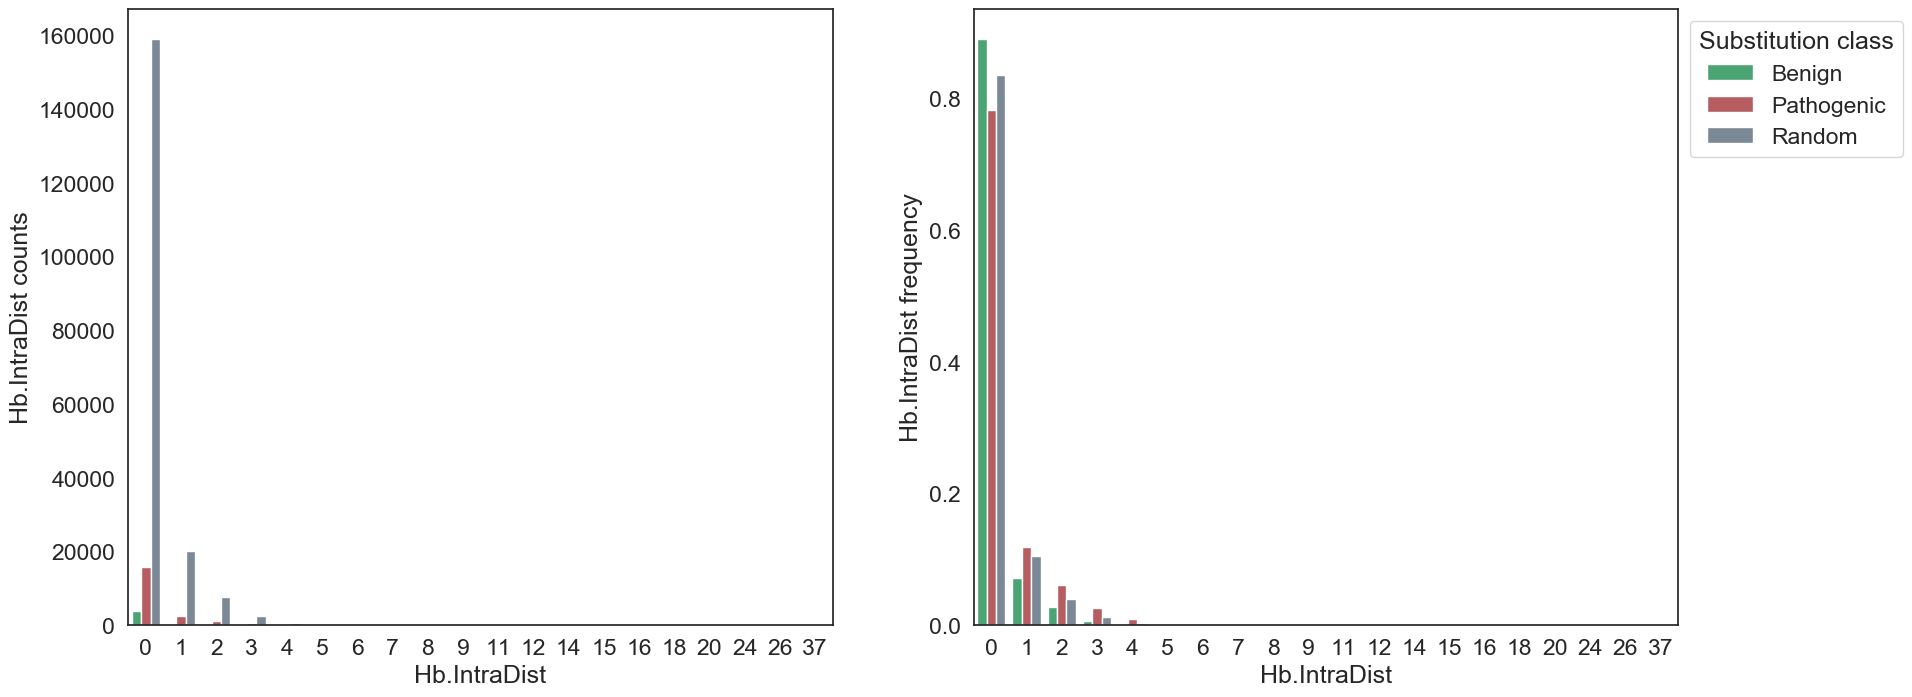 Hb.IntraDist counts
160000
140000
120000
100000
80000
60000
40000
20000
0
0 1 2 3 4 5 6 7 8 9 11 12 14 15 16 18 20 24 26 37
Hb.IntraDist
Hb.IntraDist frequency
0.8
0.6
0.4
0.2
0.0
0 1 2 3 4 5 6 7 8 9 11 12 14 15 16 18 20 24 26 37
Hb.IntraDist
Substitution class
Benign
Pathogenic
Random